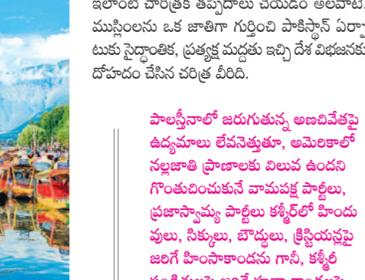 ఇలాంటి చారిత్రక తప్పిదాలు చేయడం అలవాటే.
ముస్లింలను ఒక జాతిగా గుర్తించి పాకిస్థాన్ ఏర్పా
టుకు సైద్ధాంతిక, ప్రత్యక్ష మద్దతు ఇచ్చి దేశ విభజనకు
దోహదం చేసిన చరిత్ర వీరిది.
పాలస్తీనాలో జరుగుతున్న అణచివేతపై
ఉద్యమాలు లేవనెత్తుతూ, అమెరికాలో
నల్లజాతి ప్రాణాలకు విలువ ఉందని
గొంతుచించుకునే వామపక్ష పార్టీలు,
ప్రజాస్వామ్య పార్టీలు కశ్మీర్‌లో హిందు
వులు, సిక్కులు, బౌద్ధులు, క్రిస్టియన్లపై
జరిగే హింసాకాండను గానీ, కశ్మీరీ